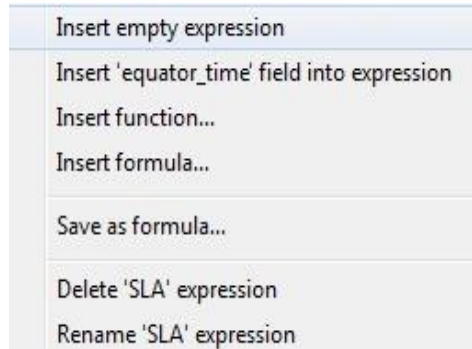 Insert empty expression
Insert 'equator_time' field into expression
Insert function...
Insert formula...
Save as formula...
Delete 'SLA' expression
Rename 'SLA' expression